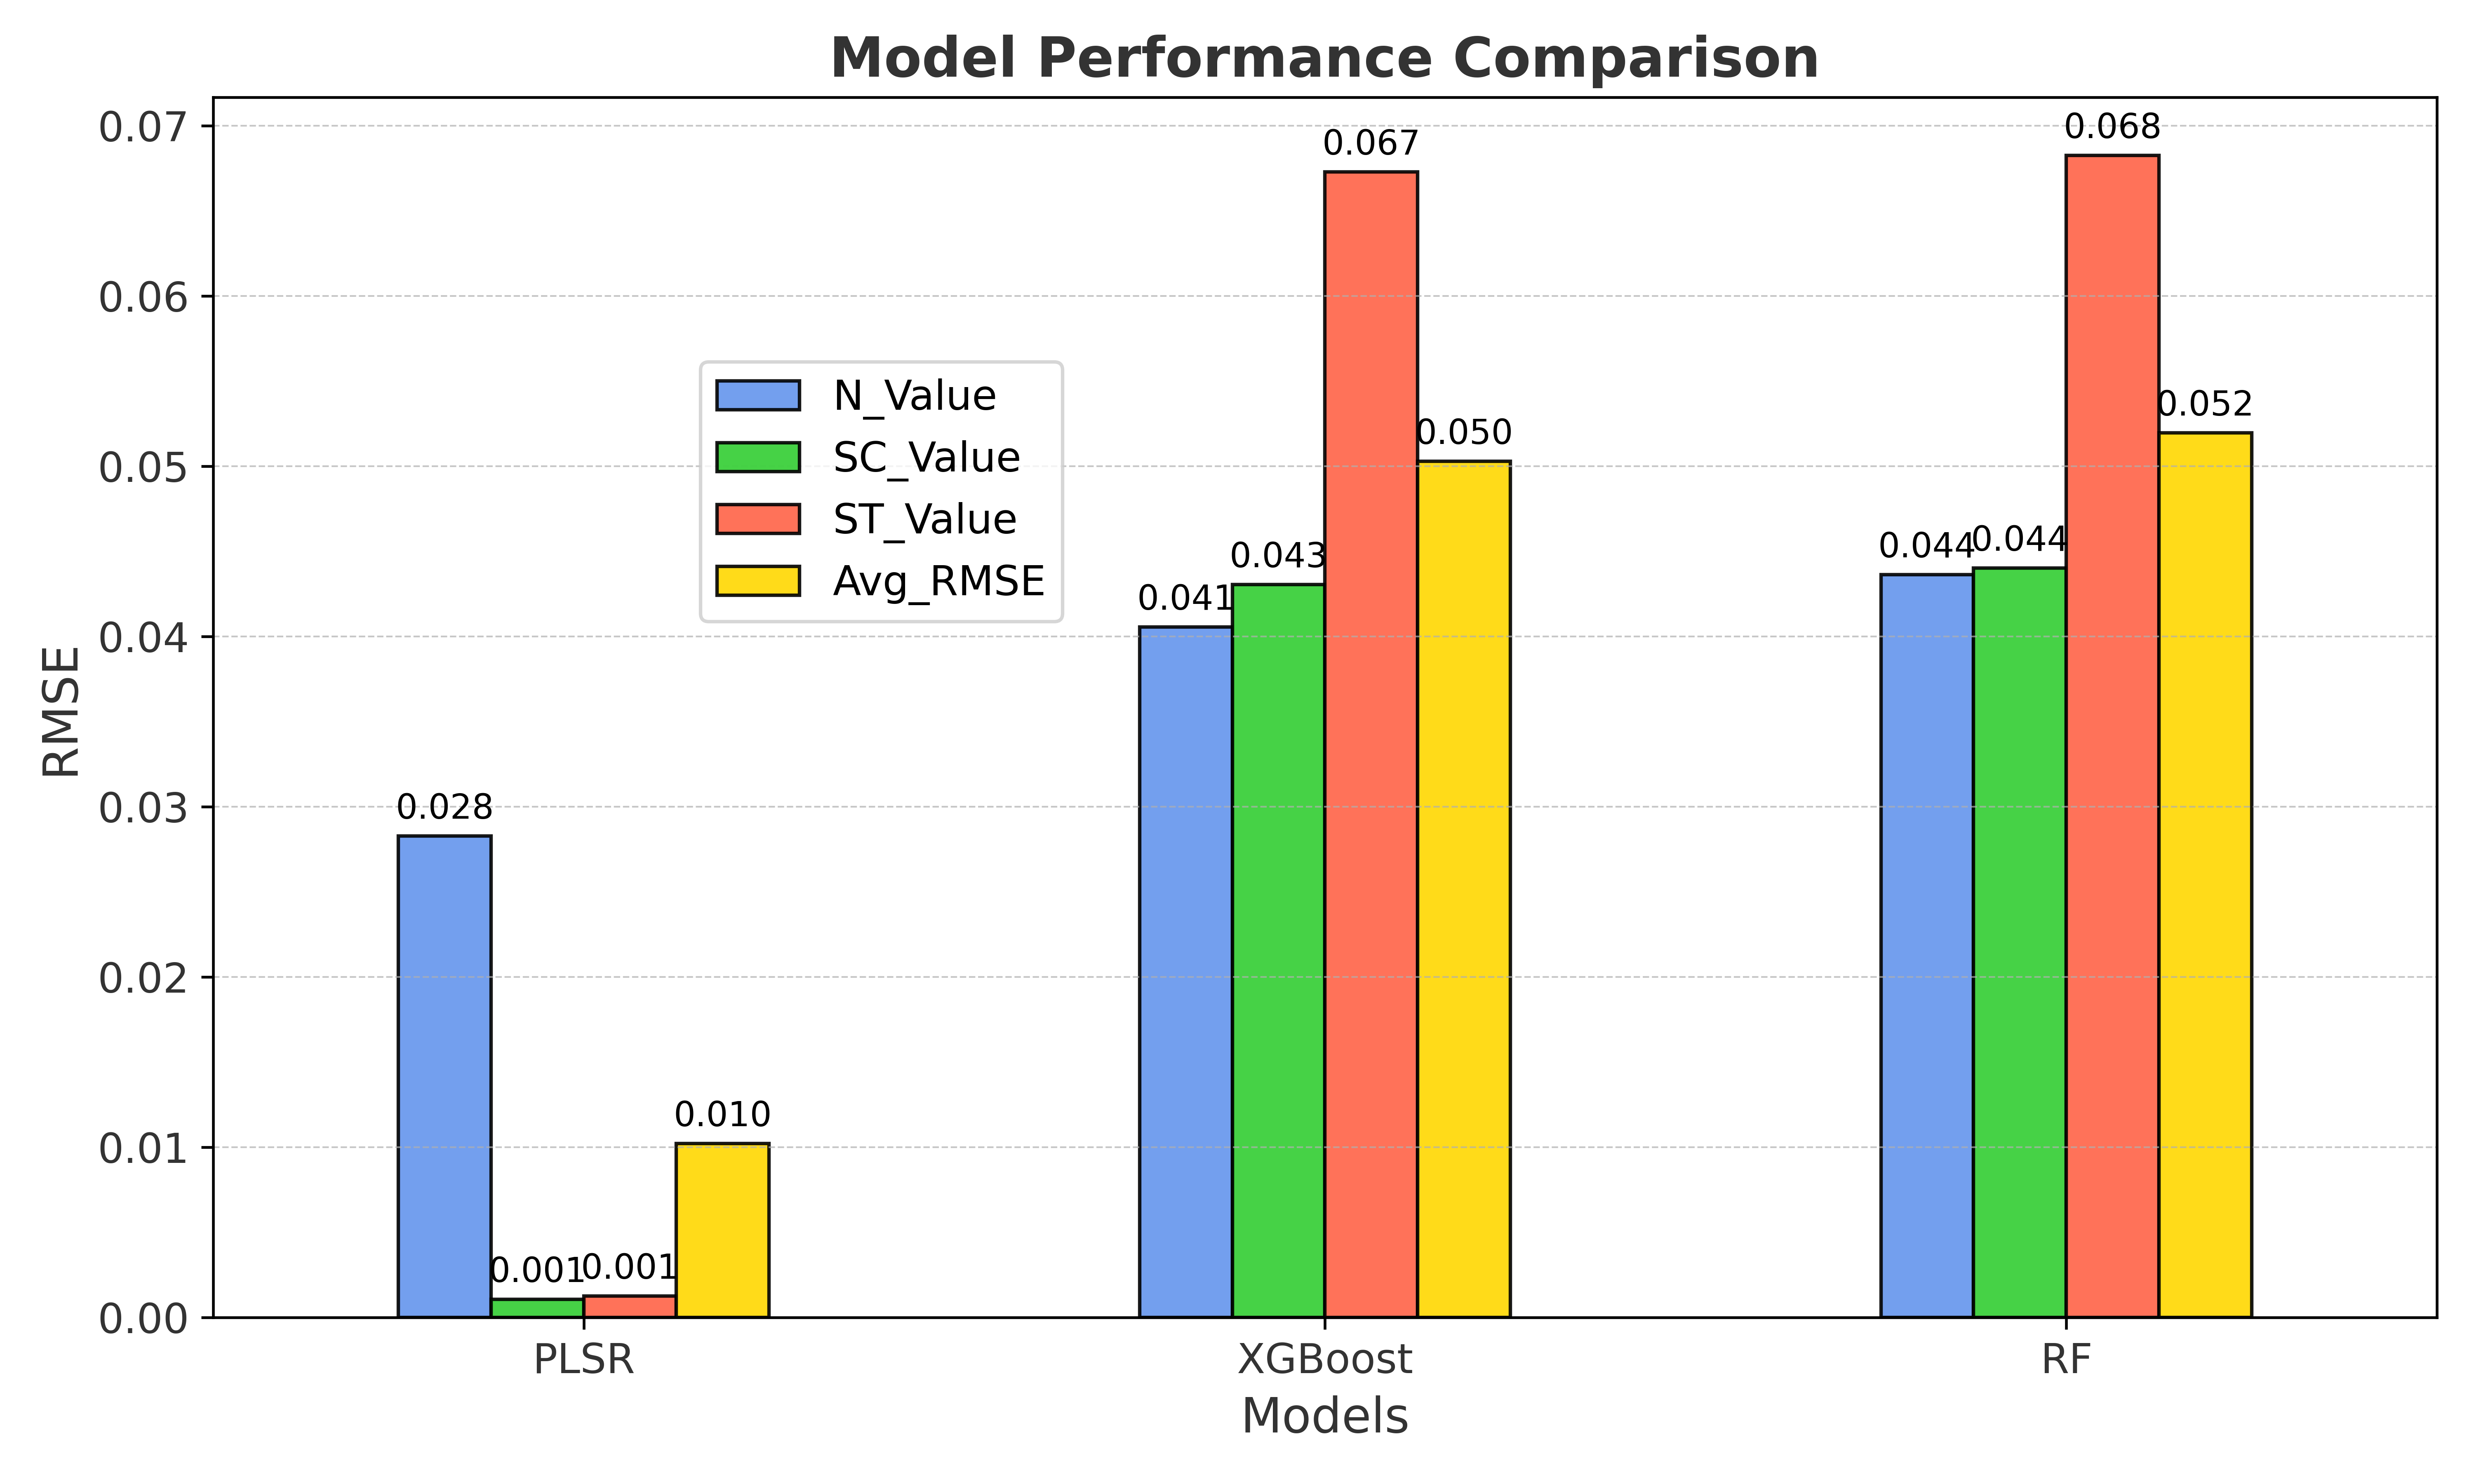 Model Performance Comparison
RMSE
0.07
0.06
0.05
0.04
0.03
0.02
0.01
0.00
N_Value
SC_Value
ST_Value
Avg_RMSE
0.028
0.001
0.001
0.010
0.041
0.043
0.067
0.050
0.044
0.044
0.068
0.052
PLSR
XGBoost
RF
Models